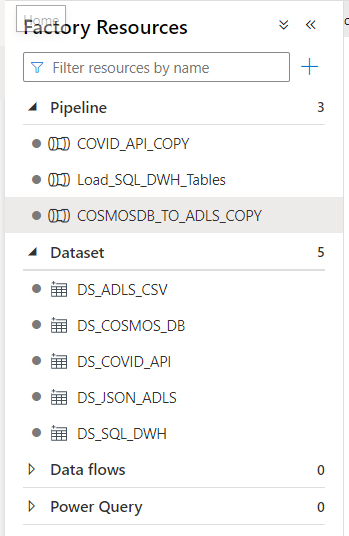 Home
Factory Resources
Filter resources by name
Pipeline 3
COVID_API_COPY
Load_SQL_DWH_Tables
COSMOSDB_TO_ADLS_COPY
Dataset 5
DS_ADLS_CSV
DS_COSMOS_DB
DS_COVID_API
DS_JSON_ADLS
DS_SQL_DWH
Data flows 0
Power Query 0